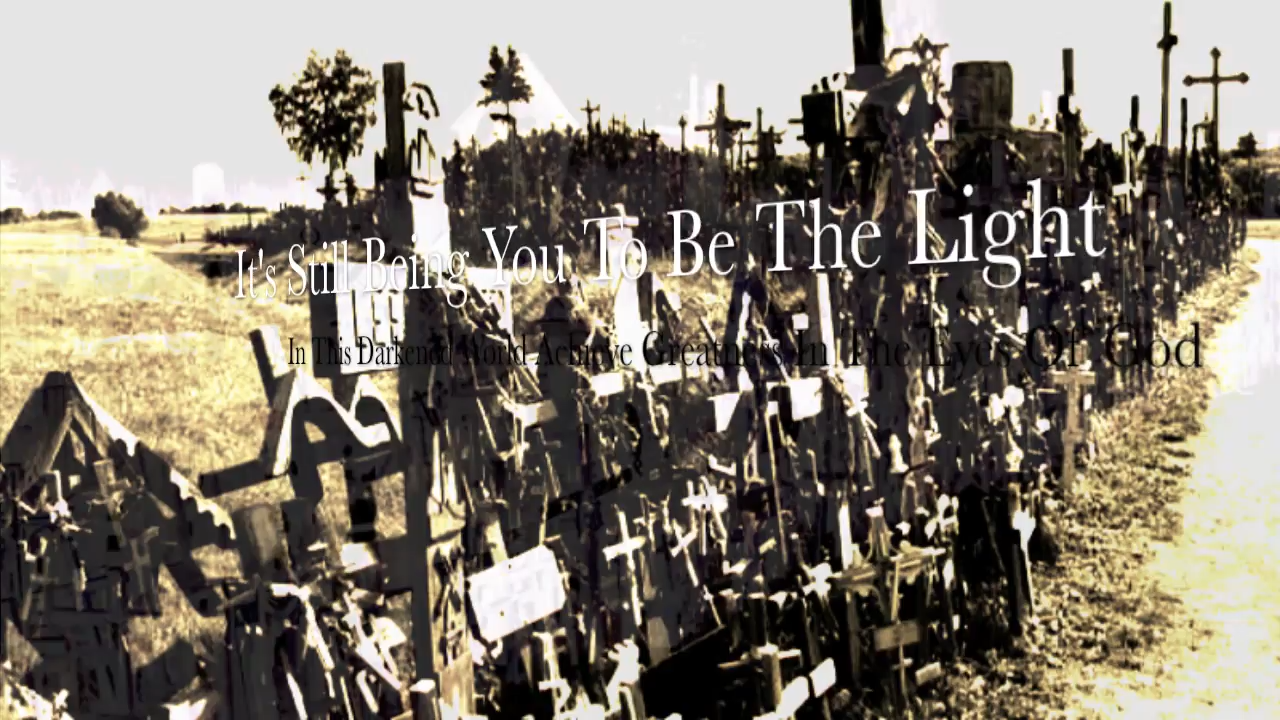 It's Still Being You To Be The Light
In This Darkened World Achieve Greatness In The Eyes Of God